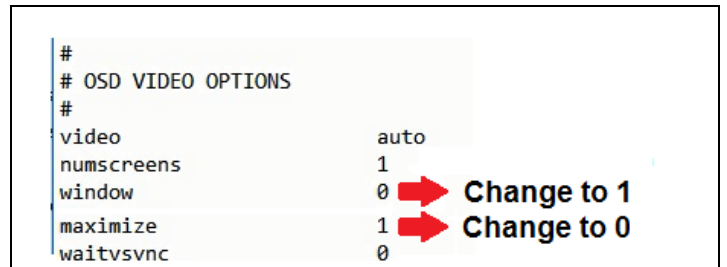 #
# OSD VIDEO OPTIONS
#
video auto
numscreens 1
window 0 Change to 1
maximize 1 Change to 0
waitvsync 0